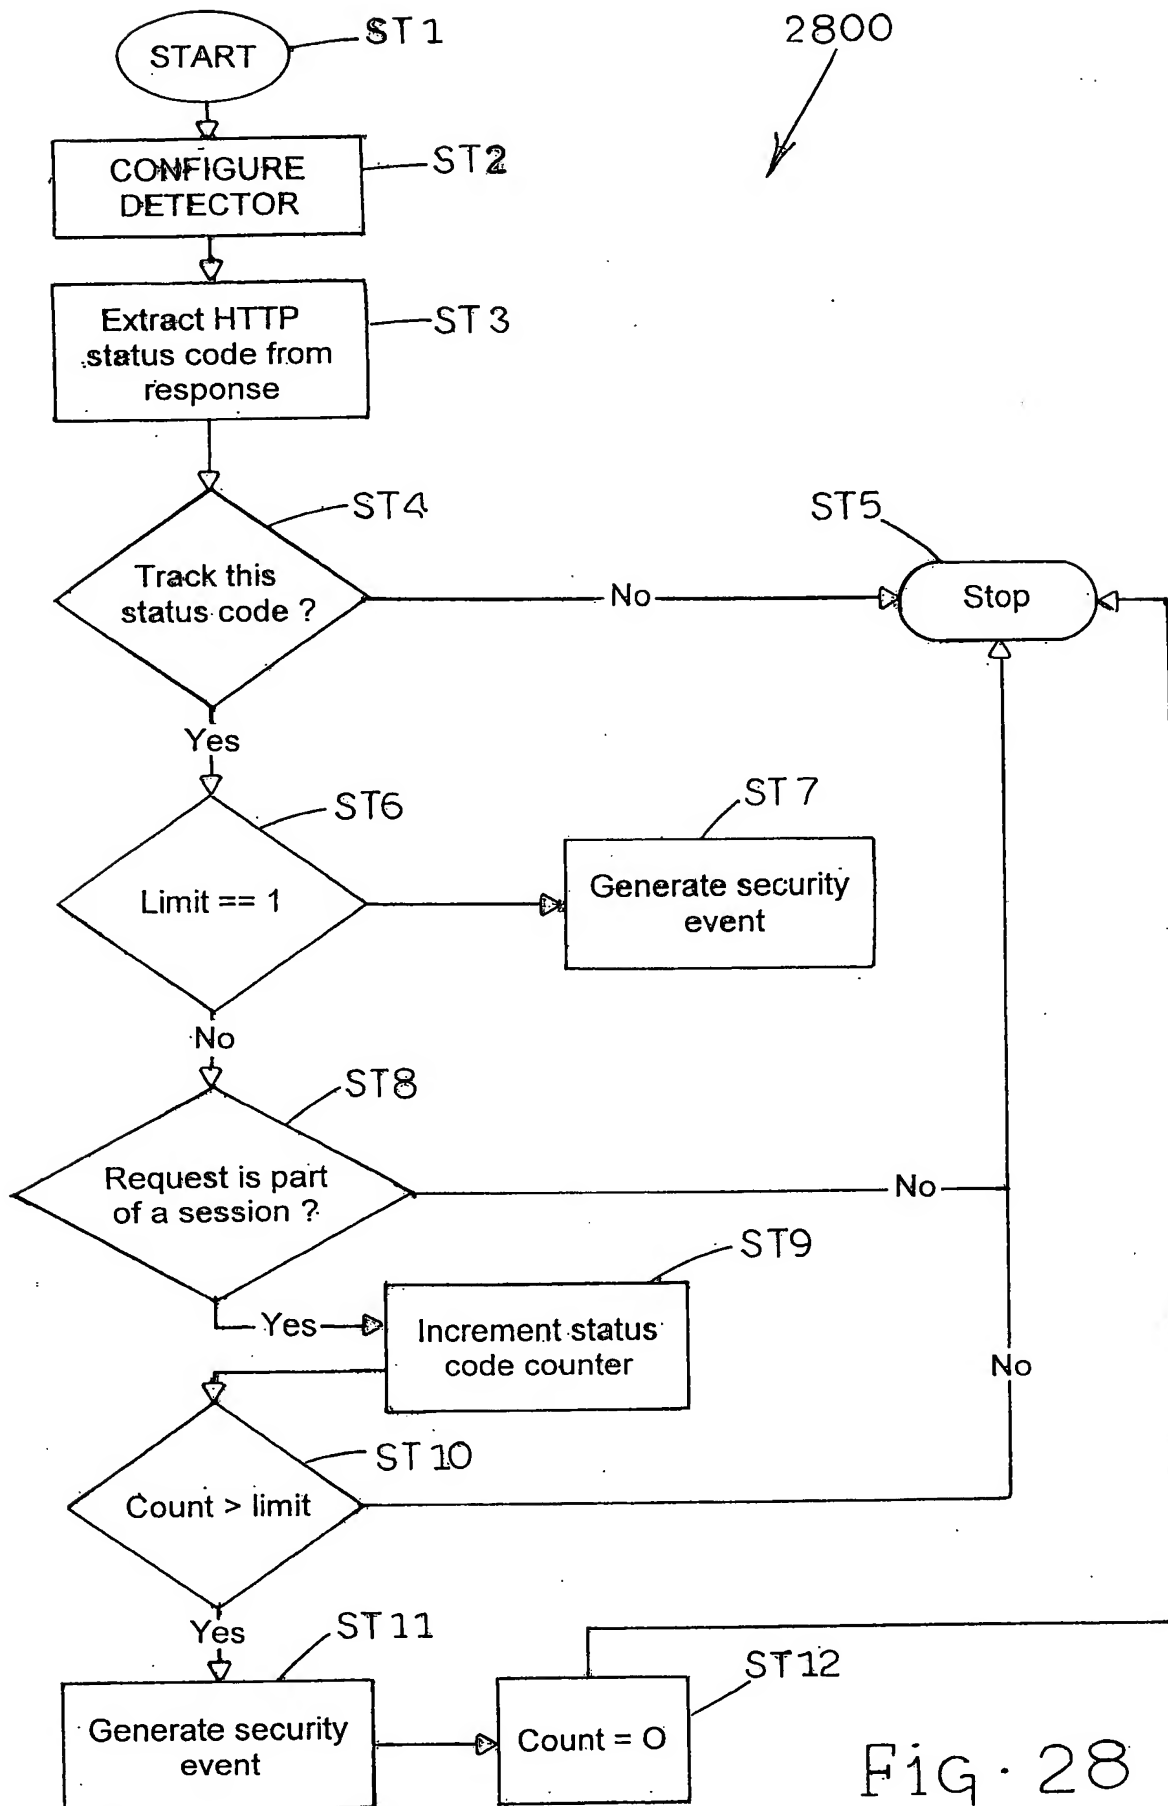 START
ST1
2800
CONFIGURE
DETECTOR
ST2
Extract HTTP
status code from
response
ST3
Track this
status code ?
ST4
No
Stop
ST5
Yes
Limit == 1
ST6
Generate security
event
ST7
No
Request is part
of a session ?
ST8
No
Yes
Increment status
code counter
ST9
No
Count > limit
ST10
Yes
Generate security
event
ST11
Count = 0
ST12
Fig. 28